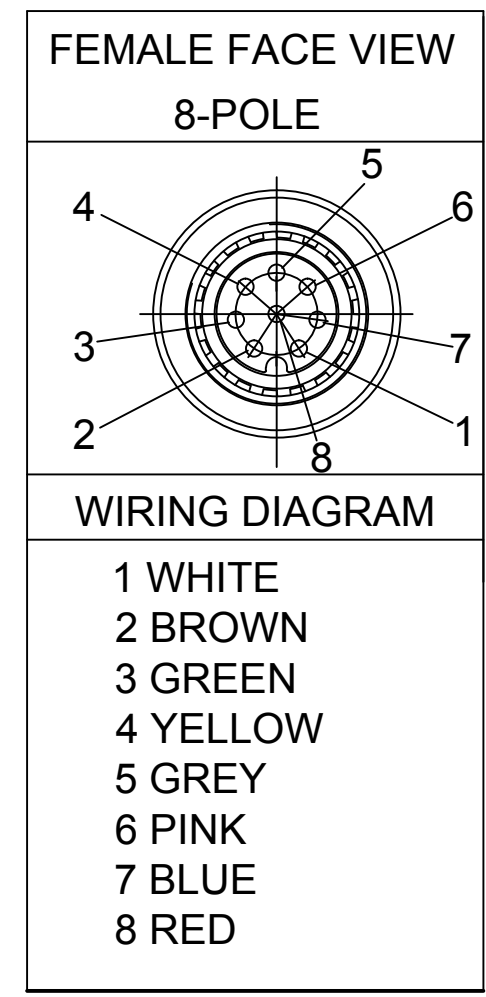 FEMALE FACE VIEW
8-POLE
5
4
6
3
7
2
1
8
WIRING DIAGRAM
1 WHITE
2 BROWN
3 GREEN
4 YELLOW
5 GREY
6 PINK
7 BLUE
8 RED